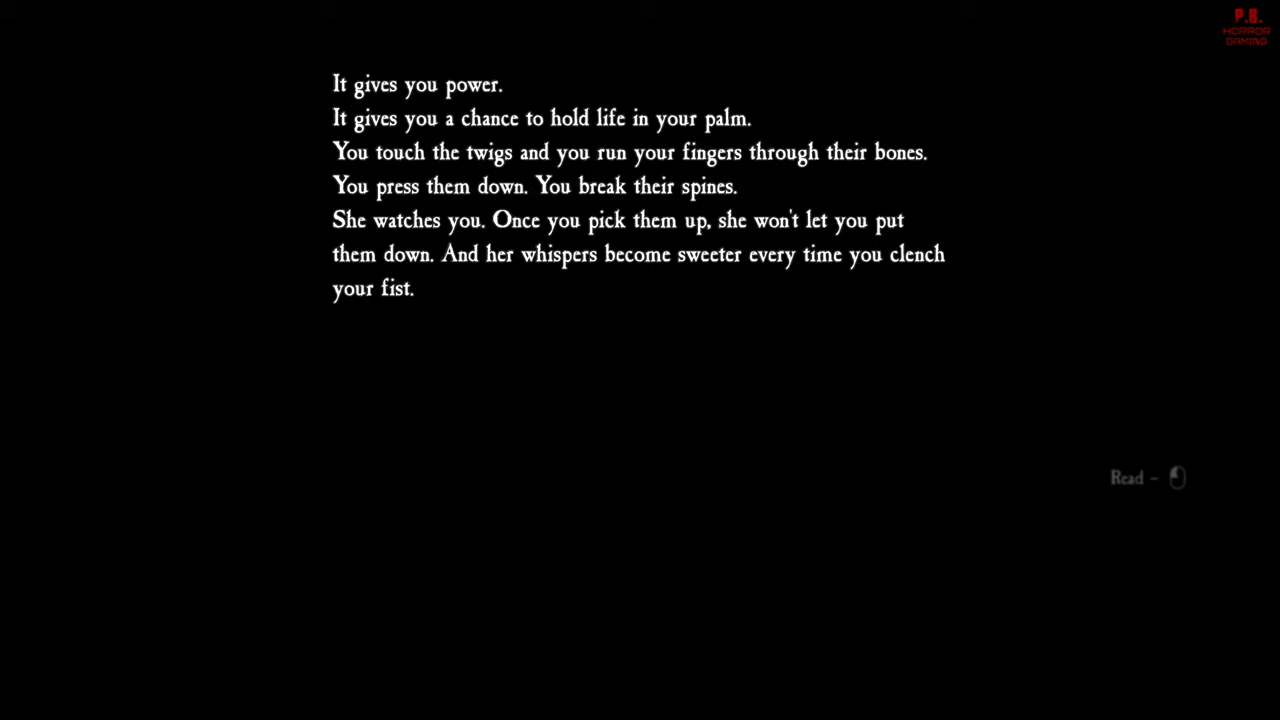 P.B.
HORROR
GAMING
It gives you power.
It gives you a chance to hold life in your palm.
You touch the twigs and you run your fingers through their bones.
You press them down. You break their spines.
She watches you. Once you pick them up, she won't let you put
them down. And her whispers become sweeter every time you clench
your fist.
Read -